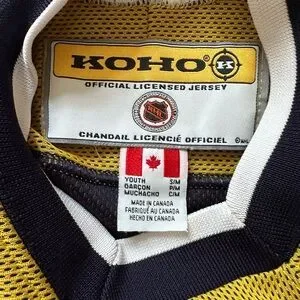 KOHO
OFFICIAL LICENSED JERSEY
NHL
CHANDAIL LICENCIÉ OFFICIEL
YOUTH S/M
GARÇON P/M
MUCHACHO C/M
MADE IN CANADA
FABRIQUÉ AU CANADA
HECHO EN CANADA